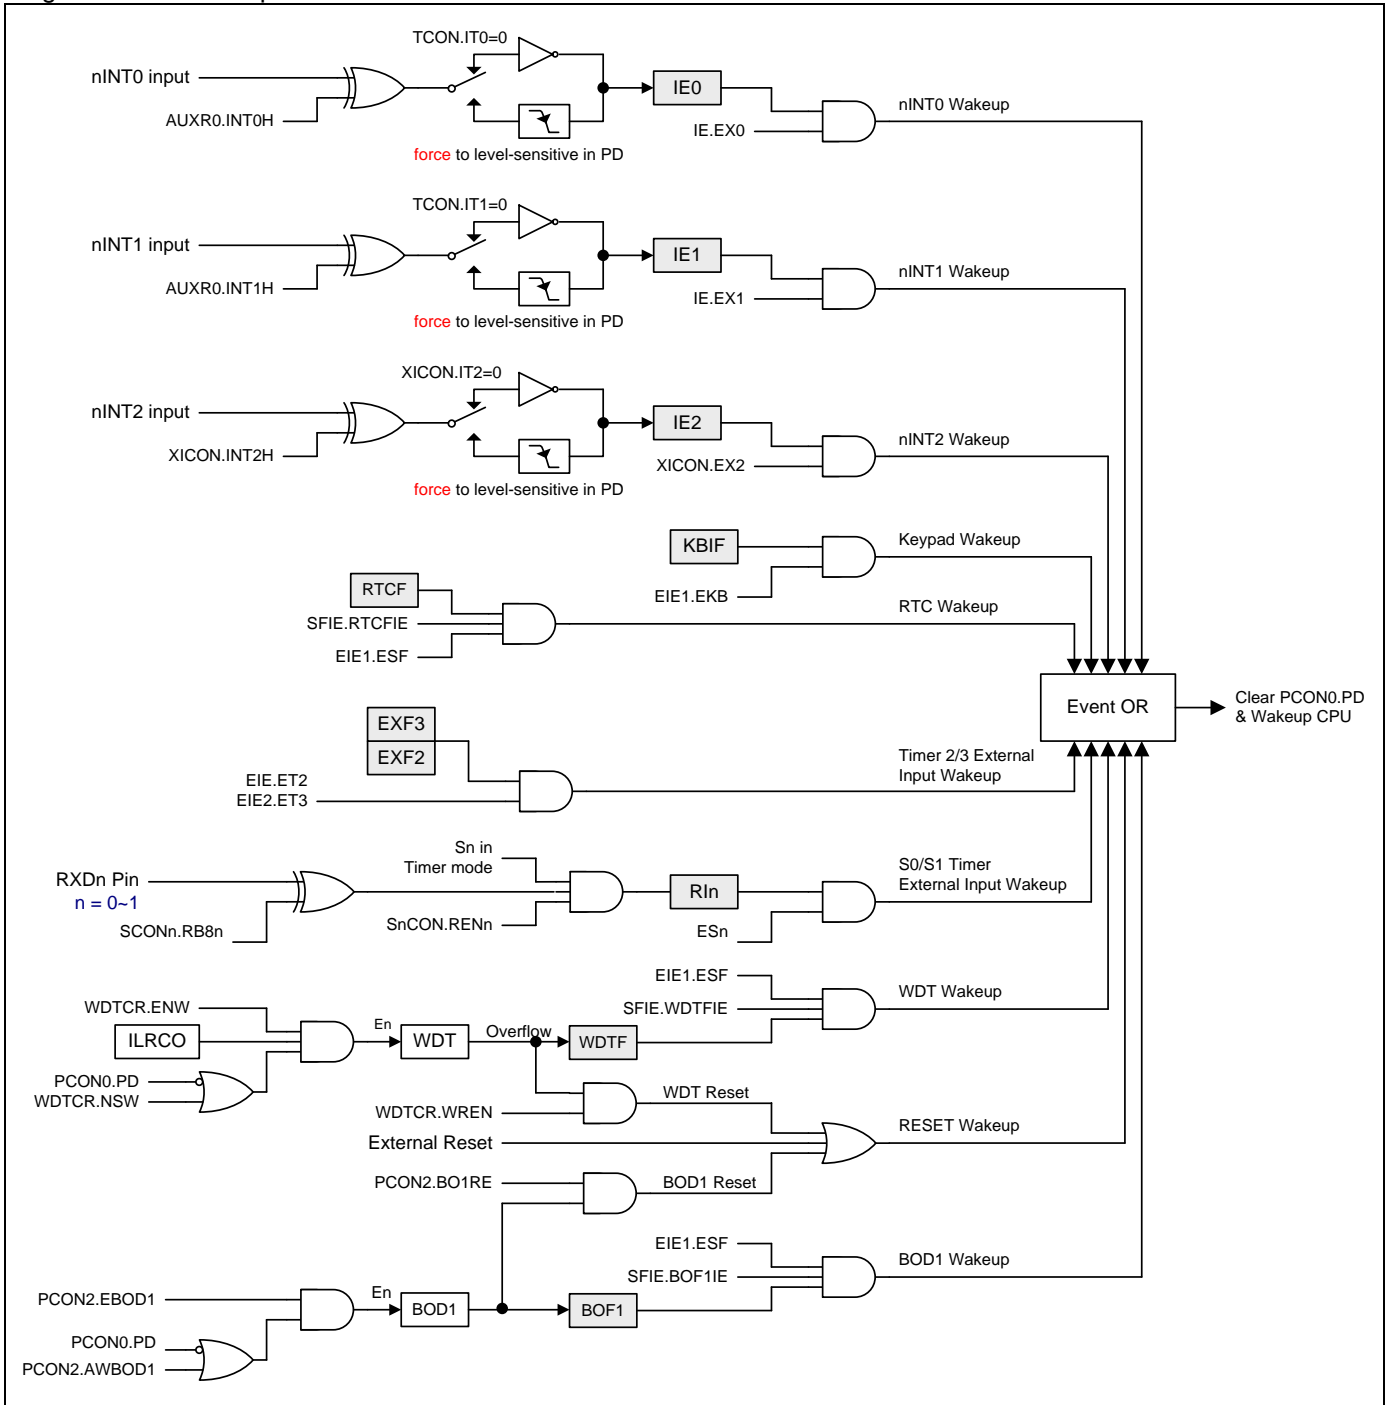 TCON.IT0=0
nINT0 input
AUXR0.INT0H
IE0
IE.EX0
nINT0 Wakeup
force to level-sensitive in PD
TCON.IT1=0
nINT1 input
AUXR0.INT1H
IE1
IE.EX1
nINT1 Wakeup
force to level-sensitive in PD
XICON.IT2=0
nINT2 input
XICON.INT2H
IE2
XICON.EX2
nINT2 Wakeup
force to level-sensitive in PD
KBIF
EIE1.EKB
Keypad Wakeup
RTCF
SFIE.RTCFIE
EIE1.ESF
RTC Wakeup
Event OR
Clear PCON0.PD
& Wakeup CPU
EXF3
EXF2
EIE.ET2
EIE2.ET3
Timer 2/3 External
Input Wakeup
Sn in
Timer mode
RXDn Pin
n = 0~1
SCONn.RB8n
SnCON.RENn
RIn
ESn
S0/S1 Timer
External Input Wakeup
EIE1.ESF
SFIE.WDTFIE
WDT Wakeup
WDTCR.ENW
ILRCO
PCON0.PD
WDTCR.NSW
En
WDT
Overflow
WDTF
WDTCR.WREN
WDT Reset
External Reset
RESET Wakeup
PCON2.BO1RE
BOD1 Reset
EIE1.ESF
SFIE.BOF1IE
BOD1 Wakeup
PCON2.EBOD1
PCON0.PD
PCON2.AWBOD1
En
BOD1
BOF1